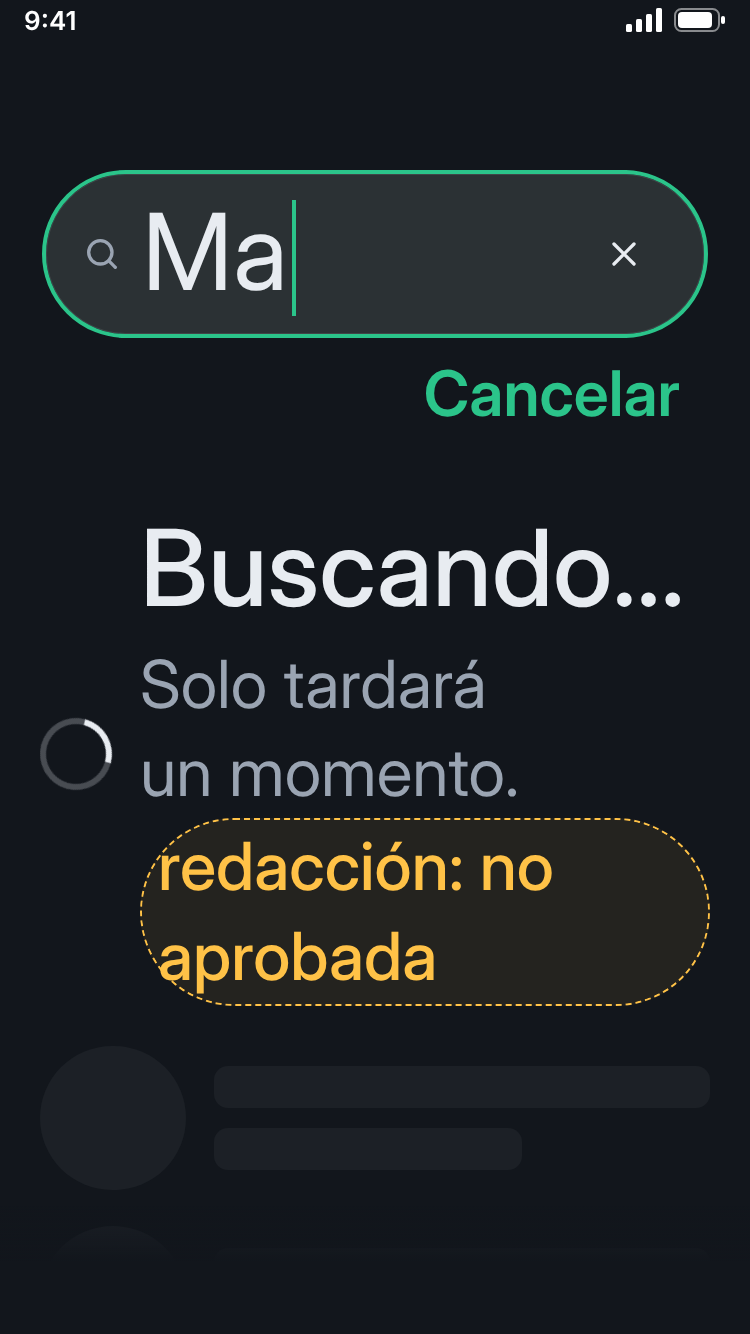 9:41
Ma
Cancelar
Buscando...
Solo tardará
un momento.
redacción: no
aprobada